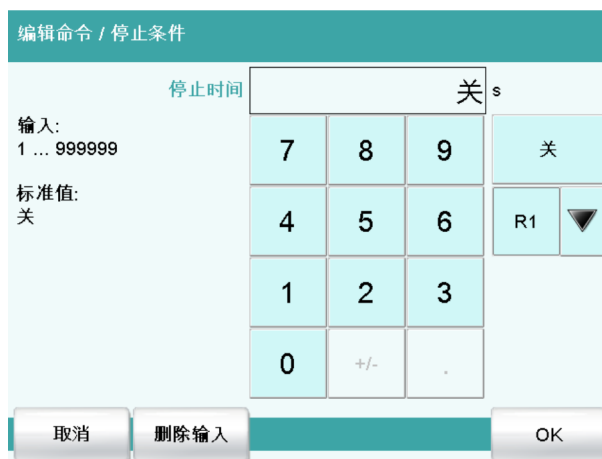 编辑命令 / 停止条件
停止时间 关 s
输入:
1 ... 999999
标准值:
关
7 8 9 关
4 5 6 R1
1 2 3
0 +/- .
取消 删除输入 OK